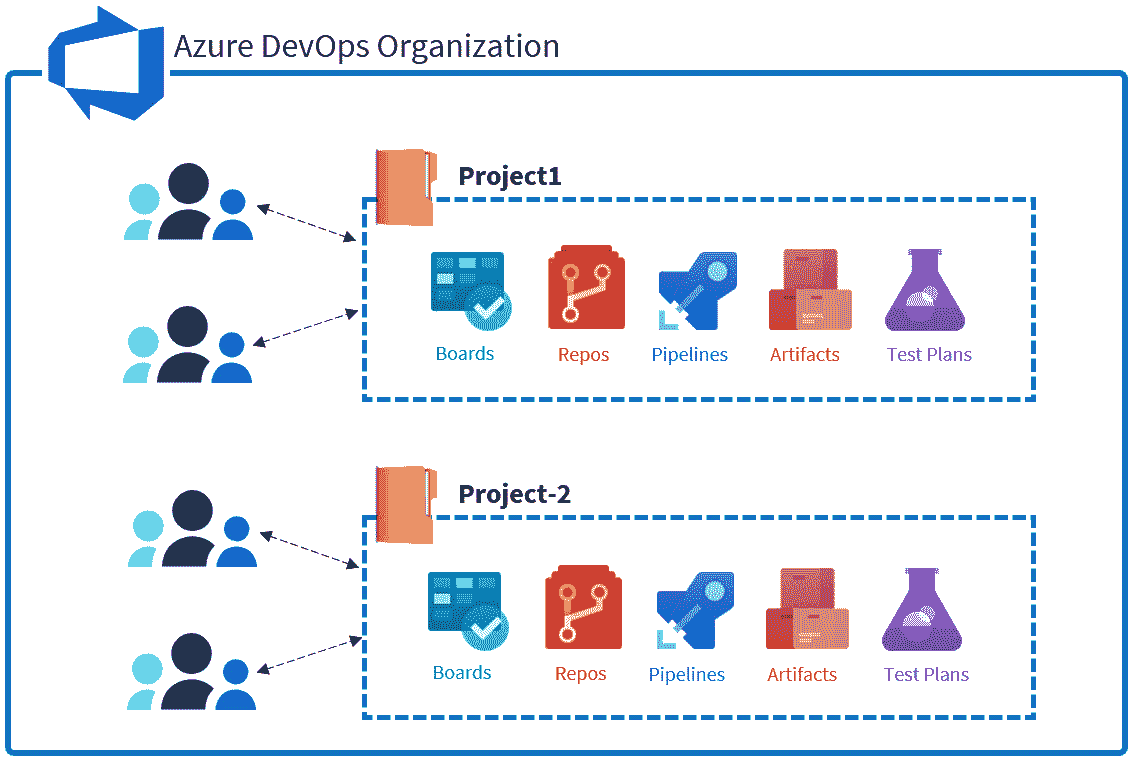 Azure DevOps Organization
Project1
Boards
Repos
Pipelines
Artifacts
Test Plans
Project-2
Boards
Repos
Pipelines
Artifacts
Test Plans